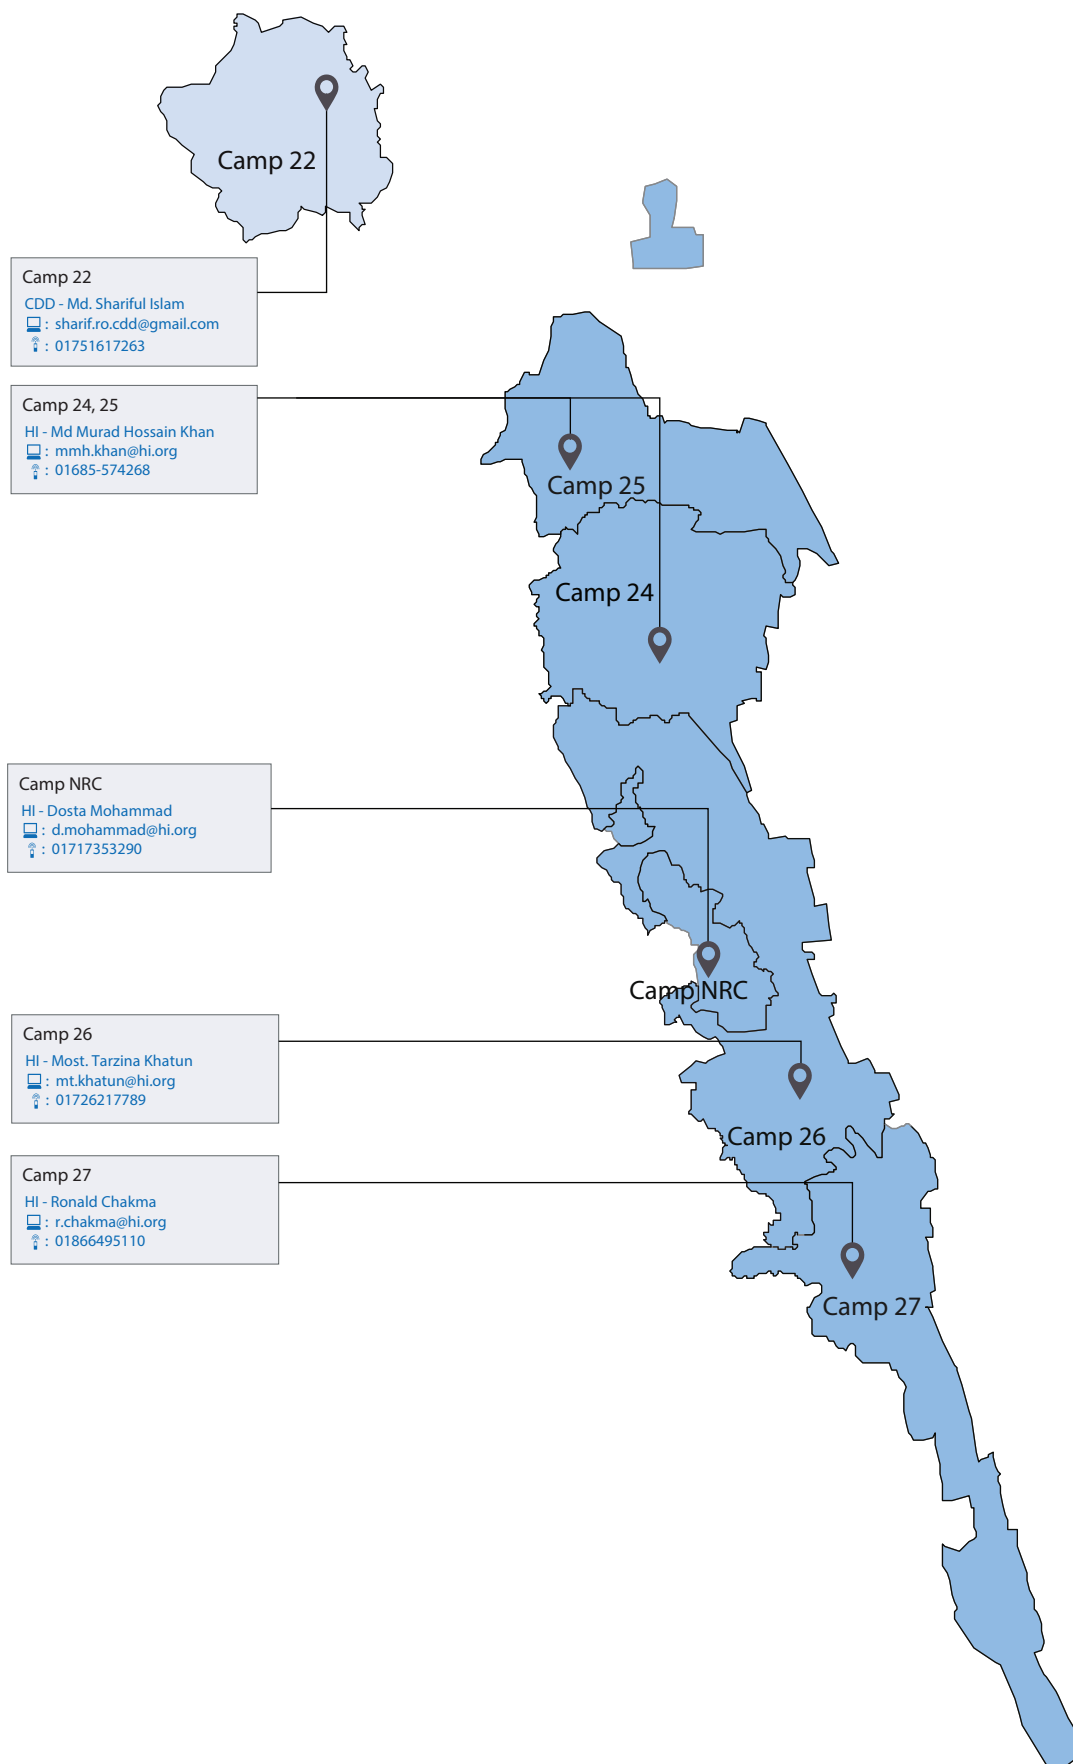 Camp 22
Camp 22
CDD - Md. Shariful Islam
: sharif.ro.cdd@gmail.com
: 01751617263
Camp 24, 25
HI - Md Murad Hossain Khan
: mmh.khan@hi.org
: 01685-574268
Camp 25
Camp 24
Camp NRC
HI - Dosta Mohammad
: d.mohammad@hi.org
: 01717353290
Camp NRC
Camp 26
HI - Most. Tarzina Khatun
: mt.khatun@hi.org
: 01726217789
Camp 26
Camp 27
HI - Ronald Chakma
: r.chakma@hi.org
: 01866495110
Camp 27